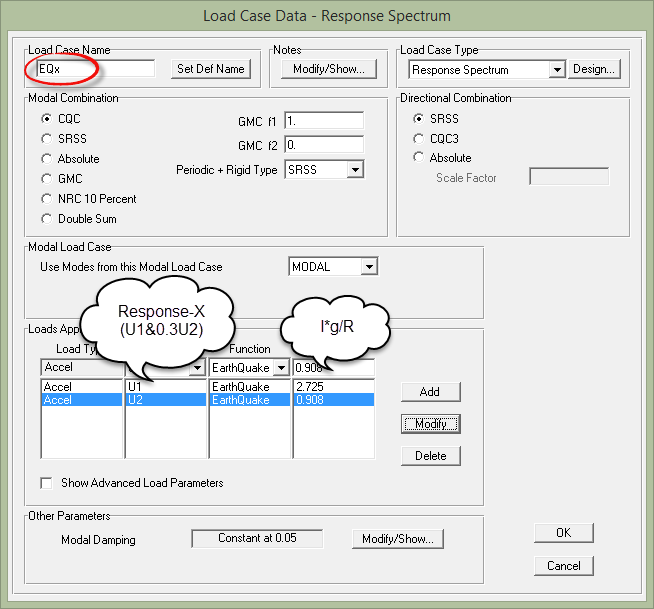 Load Case Data - Response Spectrum
Load Case Name
EQx
Set Def Name
Notes
Modify/Show...
Load Case Type
Response Spectrum
Design...
Modal Combination
CQC
SRSS
Absolute
GMC
NRC 10 Percent
Double Sum
GMC f1 1.
GMC f2 0.
Periodic + Rigid Type SRSS
Directional Combination
SRSS
CQC3
Absolute
Scale Factor
Modal Load Case
Use Modes from this Modal Load Case MODAL
Response-X
(U1&0.3U2)
I*g/R
Loads App
Load Ty Function
Accel EarthQuake 0.908
Accel U1 EarthQuake 2.725
Accel U2 EarthQuake 0.908
Add
Modify
Delete
Show Advanced Load Parameters
Other Parameters
Modal Damping Constant at 0.05 Modify/Show...
OK
Cancel